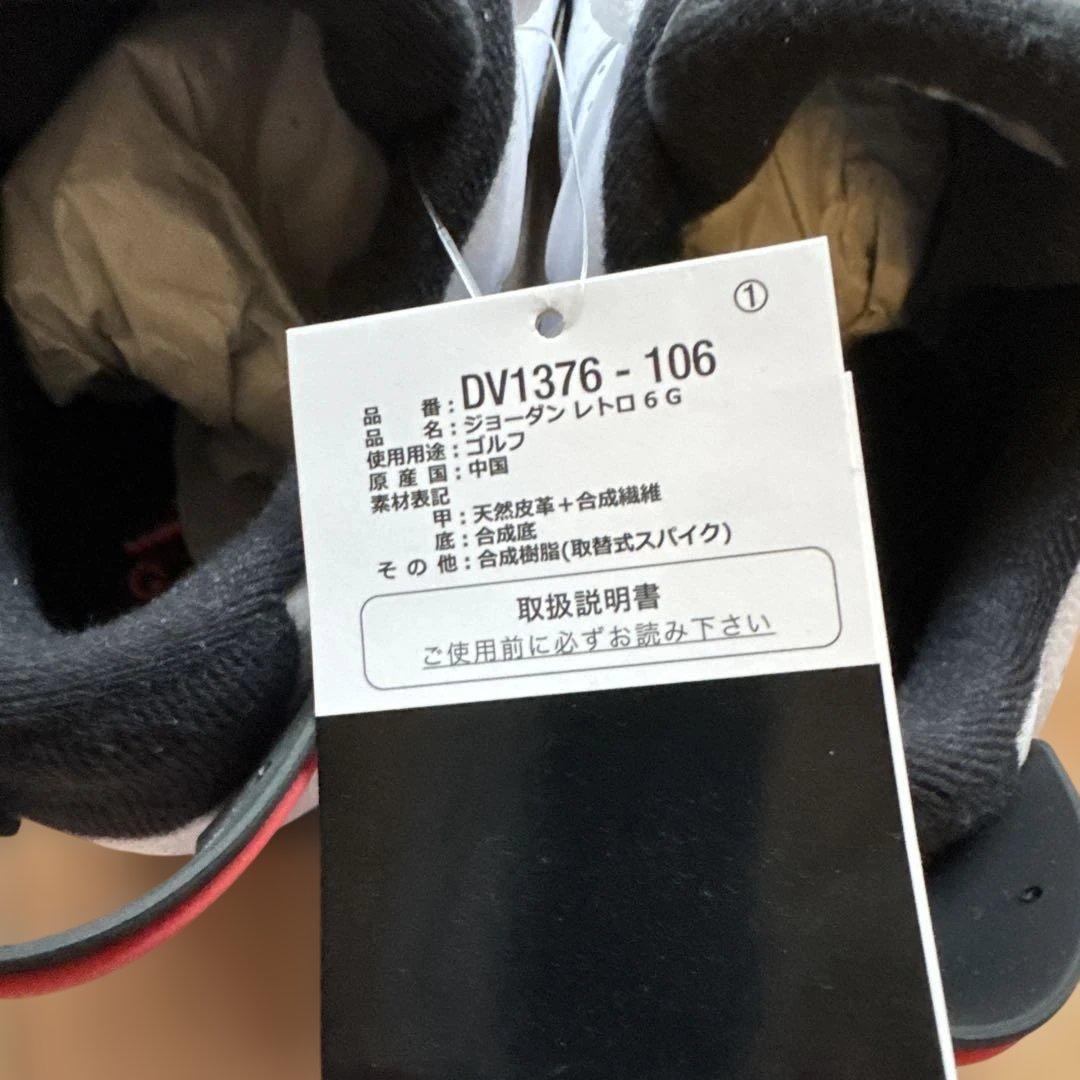 ①
品 番：DV1376 - 106
品 名：ジョーダン レトロ 6 G
使用用途：ゴルフ
原 産 国：中国
素材表記
甲：天然皮革＋合成繊維
底：合成底
そ の 他：合成樹脂(取替式スパイク)
取扱説明書
ご使用前に必ずお読み下さい